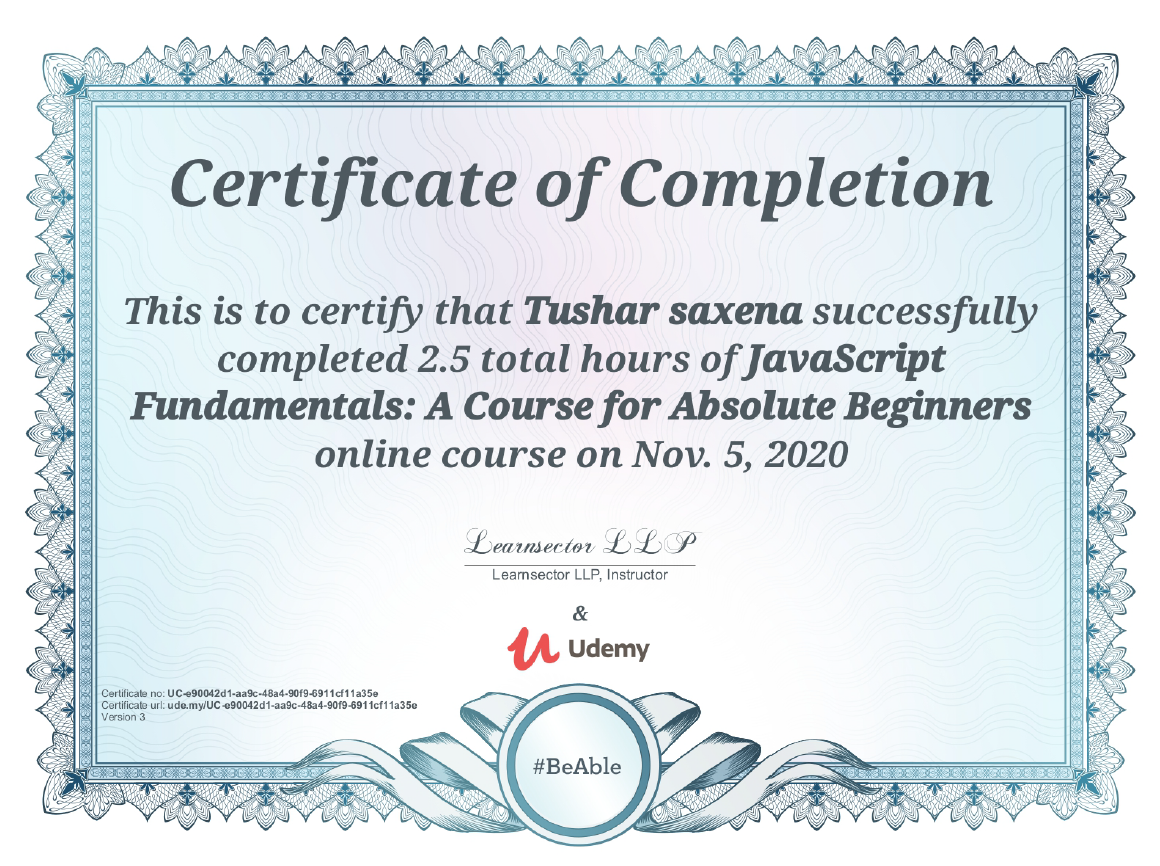 Certificate of Completion
This is to certify that Tushar saxena successfully
completed 2.5 total hours of JavaScript
Fundamentals: A Course for Absolute Beginners
online course on Nov. 5, 2020
Learnsector LLP
Learnsector LLP, Instructor
&
Udemy
Certificate no: UC-e90042d1-aa9c-48a4-90f9-6911cf11a35e
Certificate url: ude.my/UC-e90042d1-aa9c-48a4-90f9-6911cf11a35e
Version 3
#BeAble